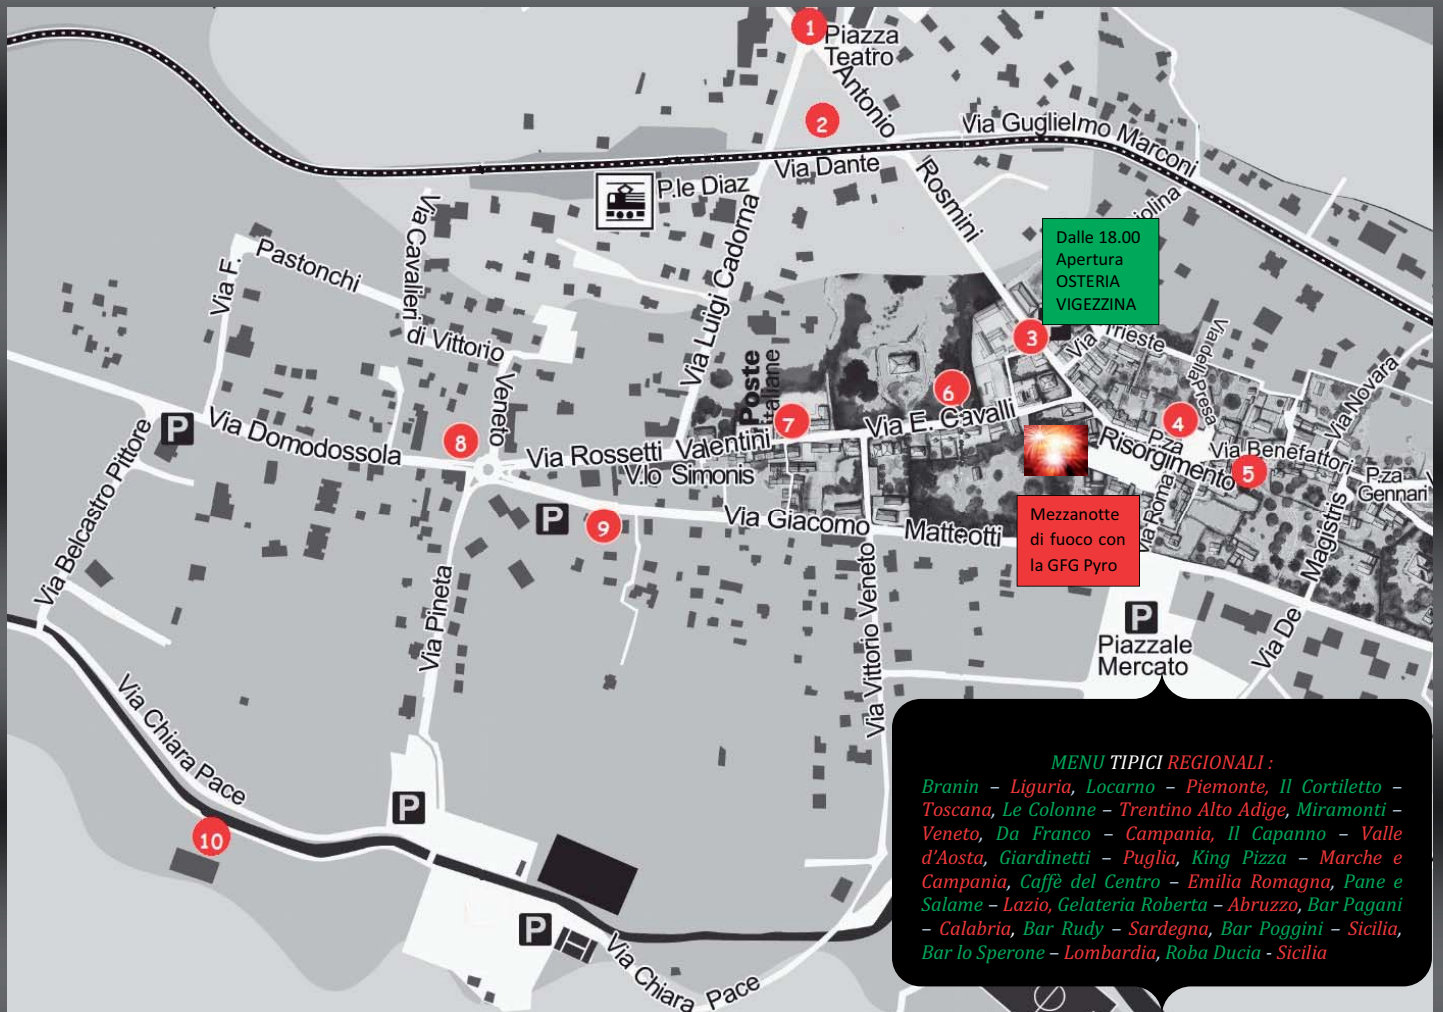 1
Piazza
Teatro
Antonio
2
Via Guglielmo Marconi
Via Dante
P.le Diaz
Rosmini
iolina
Via Cavalieri
di Vittorio
Via F.
Pastonchi
Via Luigi Cadorna
Dalle 18.00
Apertura
OSTERIA
VIGEZZINA
3
Via Trieste
Via della Presa
Via Novara
Poste
Italiane
6
7
Via E. Cavalli
4
P.za
Risorgimento
Via Benefattori
5
P.za
Gennari
V
Via Roma
Via De Magistris
P
Via Domodossola
8
Veneto
Via Rossetti Valentini
V.lo Simonis
P
9
Via Giacomo Matteotti
Mezzanotte
di fuoco con
la GFG Pyro
Via Belcastro Pittore
Via Pineta
Via Vittorio Veneto
P
Piazzale
Mercato
Via Chiara Pace
10
P
P
Via Chiara Pace
MENU TIPICI REGIONALI :
Branin – Liguria, Locarno – Piemonte, Il Cortiletto –
Toscana, Le Colonne – Trentino Alto Adige, Miramonti –
Veneto, Da Franco – Campania, Il Capanno – Valle
d’Aosta, Giardinetti – Puglia, King Pizza – Marche e
Campania, Caffè del Centro – Emilia Romagna, Pane e
Salame – Lazio, Gelateria Roberta – Abruzzo, Bar Pagani
– Calabria, Bar Rudy – Sardegna, Bar Poggini – Sicilia,
Bar lo Sperone – Lombardia, Roba Ducia - Sicilia